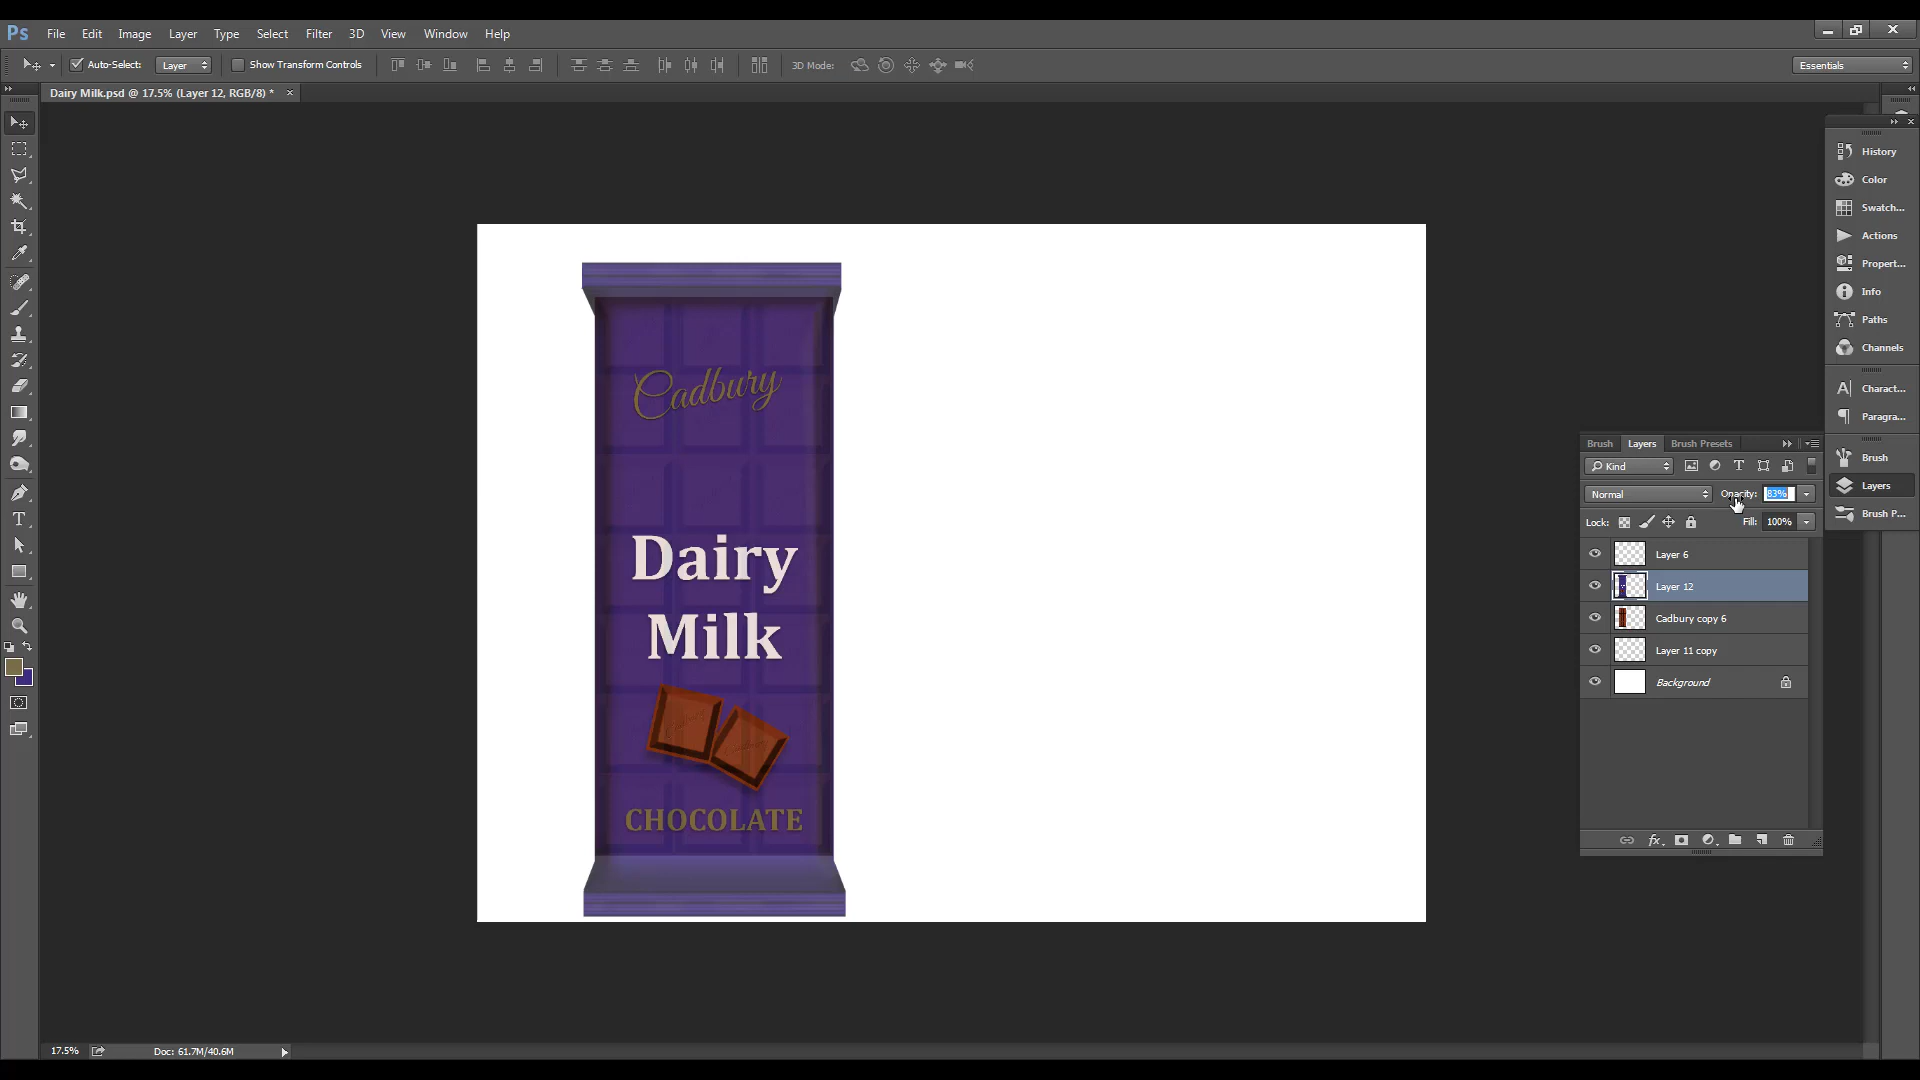 Ps File Edit Image Layer Type Select Filter 3D View Window Help
Auto-Select: Layer Show Transform Controls 3D Mode: Essentials
Dairy Milk.psd @ 17.5% (Layer 12, RGB/8) * ×
Cadbury
Dairy
Milk
CHOCOLATE
History
Color
Swatch...
Actions
Propert...
Info
Paths
Channels
Charact...
Paragra...
Brush
Layers
Brush P...
Brush Layers Brush Presets
Kind
Normal Opacity: 83%
Lock: Fill: 100%
Layer 6
Layer 12
Cadbury copy 6
Layer 11 copy
Background
17.5% Doc: 61.7M/40.6M